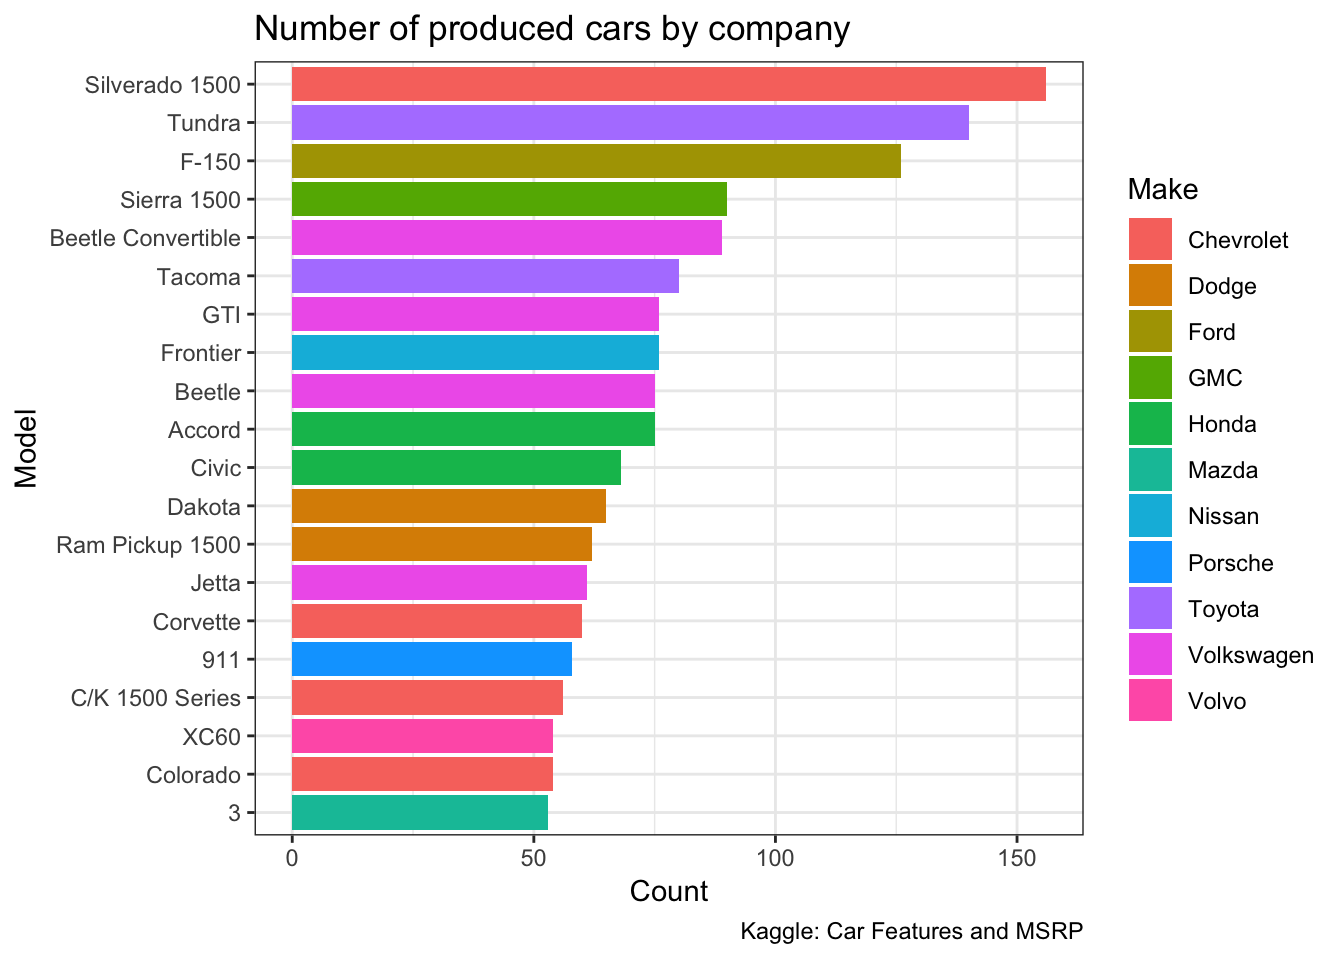 Number of produced cars by company
Silverado 1500
Tundra
F-150
Sierra 1500
Beetle Convertible
Tacoma
GTI
Frontier
Beetle
Accord
Civic
Dakota
Ram Pickup 1500
Jetta
Corvette
911
C/K 1500 Series
XC60
Colorado
3
Model
0 50 100 150
Count
Kaggle: Car Features and MSRP
Make
Chevrolet
Dodge
Ford
GMC
Honda
Mazda
Nissan
Porsche
Toyota
Volkswagen
Volvo